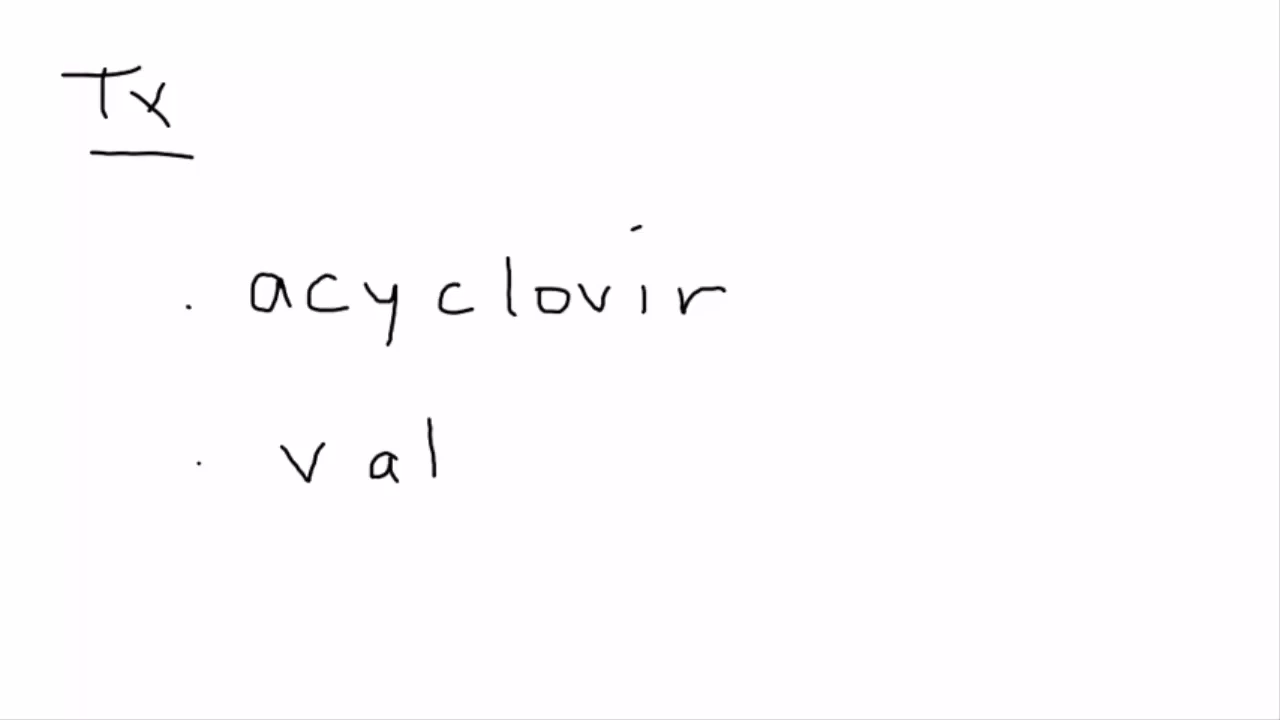 Tx
. acyclovir
. val